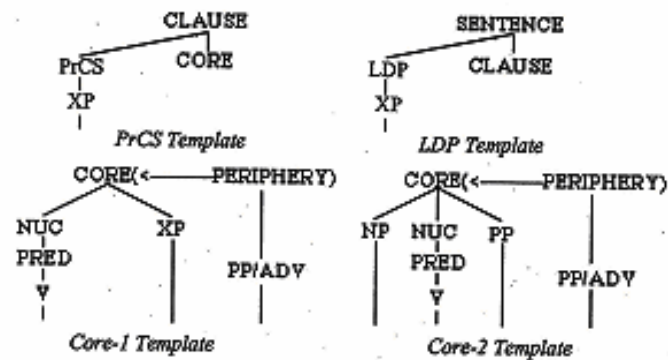 CLAUSE SENTENCE
PrCS CORE LDP CLAUSE
XP XP
PrCS Template LDP Template
CORE(< PERIPHERY) CORE(< PERIPHERY)
NUC XP NP NUC PP
PRED PP/ADV PRED PP/ADV
V V
Core-1 Template Core-2 Template